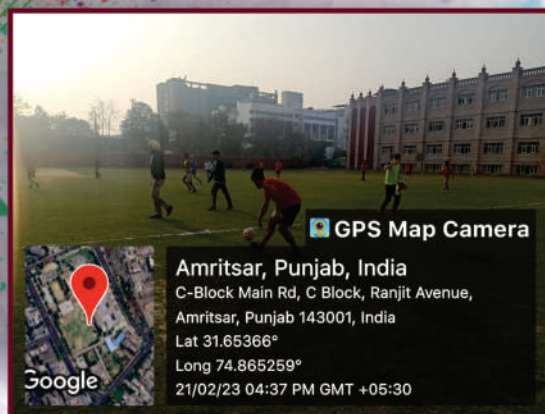 GPS Map Camera
Amritsar, Punjab, India
C-Block Main Rd, C Block, Ranjit Avenue,
Amritsar, Punjab 143001, India
Lat 31.65366°
Long 74.865259°
21/02/23 04:37 PM GMT +05:30
Google